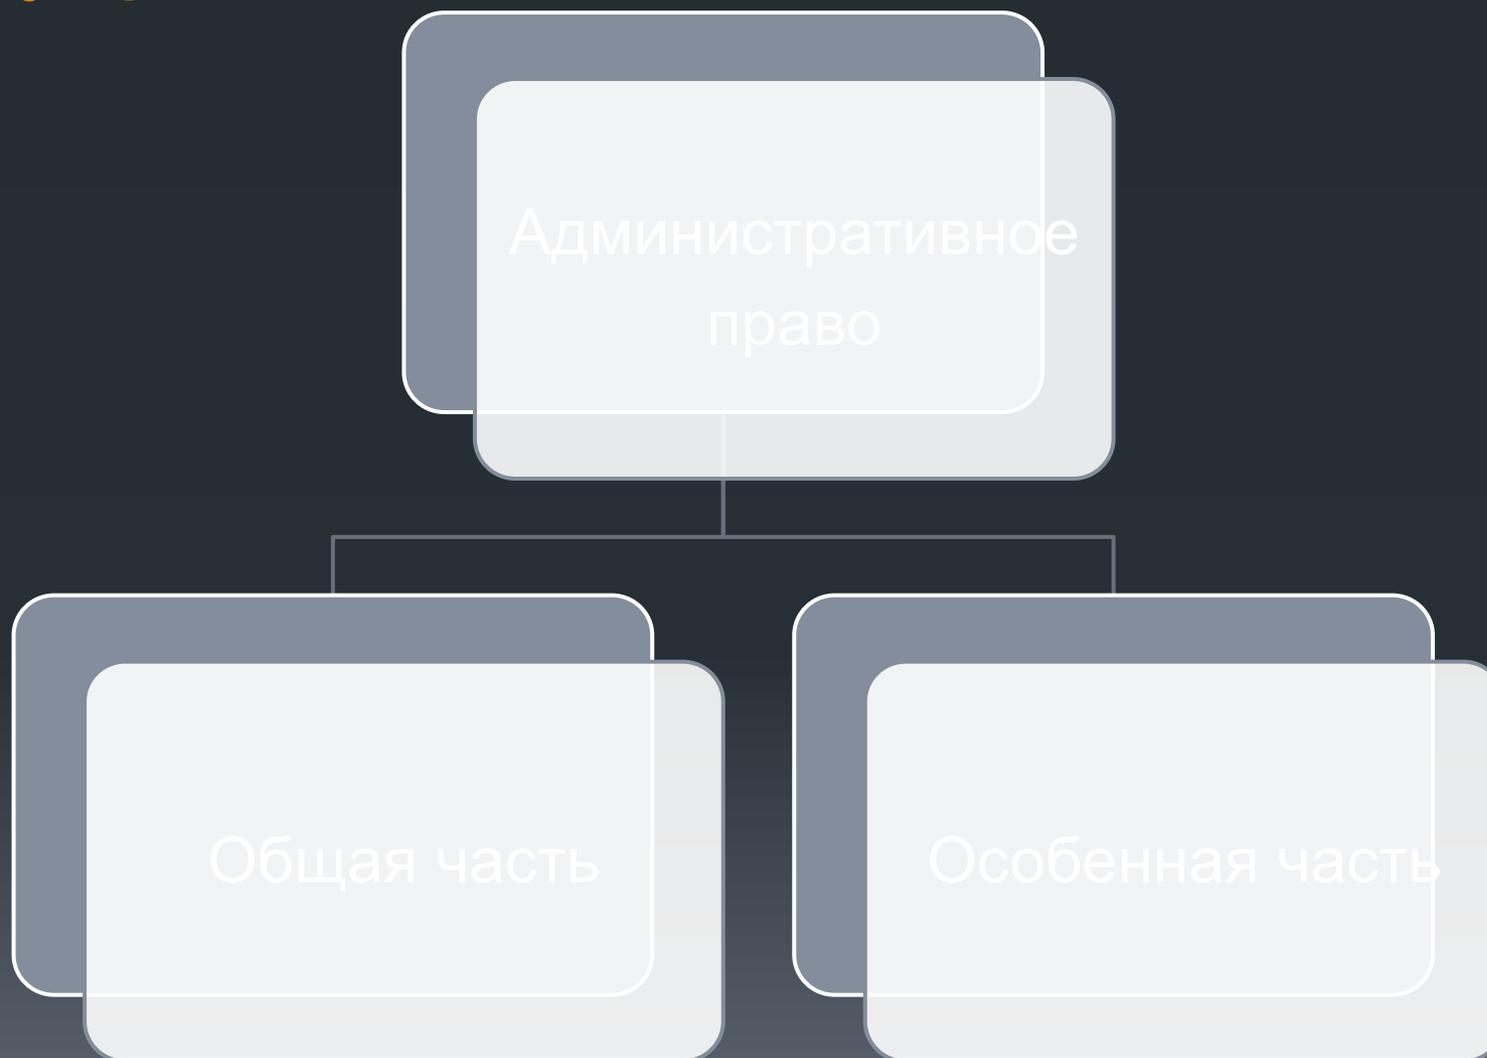 Административное
право
Общая часть
Особенная часть